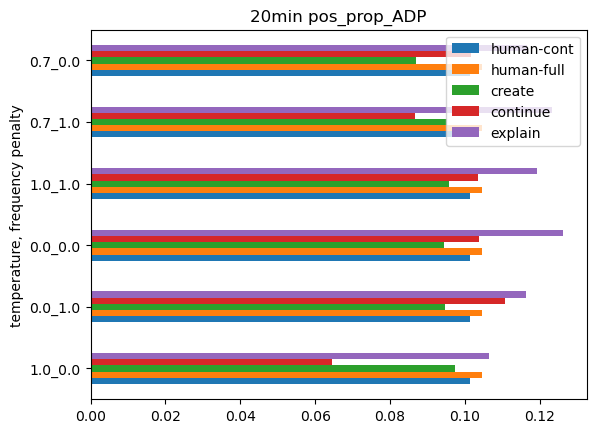 20min pos_prop_ADP
human-cont
human-full
create
continue
explain
temperature, frequency penalty
0.7_0.0
0.7_1.0
1.0_1.0
0.0_0.0
0.0_1.0
1.0_0.0
0.00 0.02 0.04 0.06 0.08 0.10 0.12